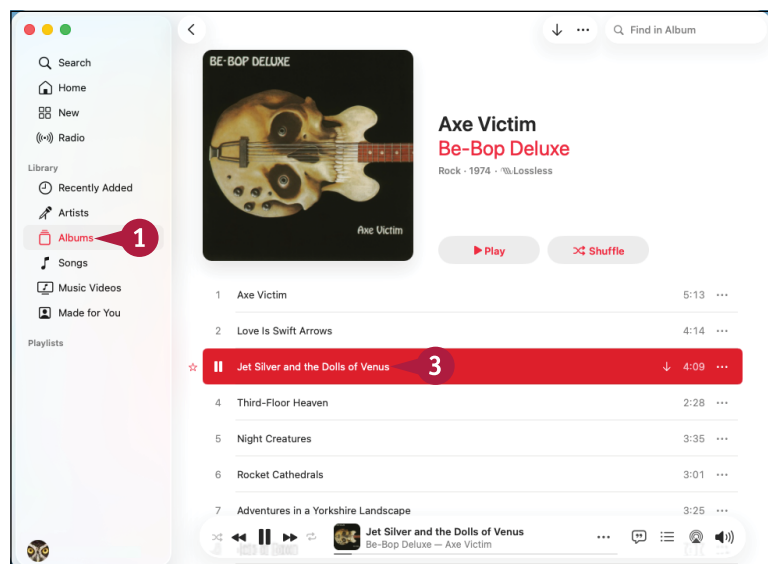 Find in Album
Search
Home
New
Radio
Library
Recently Added
Artists
Albums
1
Songs
Music Videos
Made for You
Playlists
BE-BOP DELUXE
Axe Victim
Axe Victim
Be-Bop Deluxe
Rock · 1974 · Lossless
Play
Shuffle
1 Axe Victim 5:13
2 Love Is Swift Arrows 4:14
Jet Silver and the Dolls of Venus 3 4:09
4 Third-Floor Heaven 2:28
5 Night Creatures 3:35
6 Rocket Cathedrals 3:01
7 Adventures in a Yorkshire Landscape 3:25
Jet Silver and the Dolls of Venus
Be-Bop Deluxe — Axe Victim